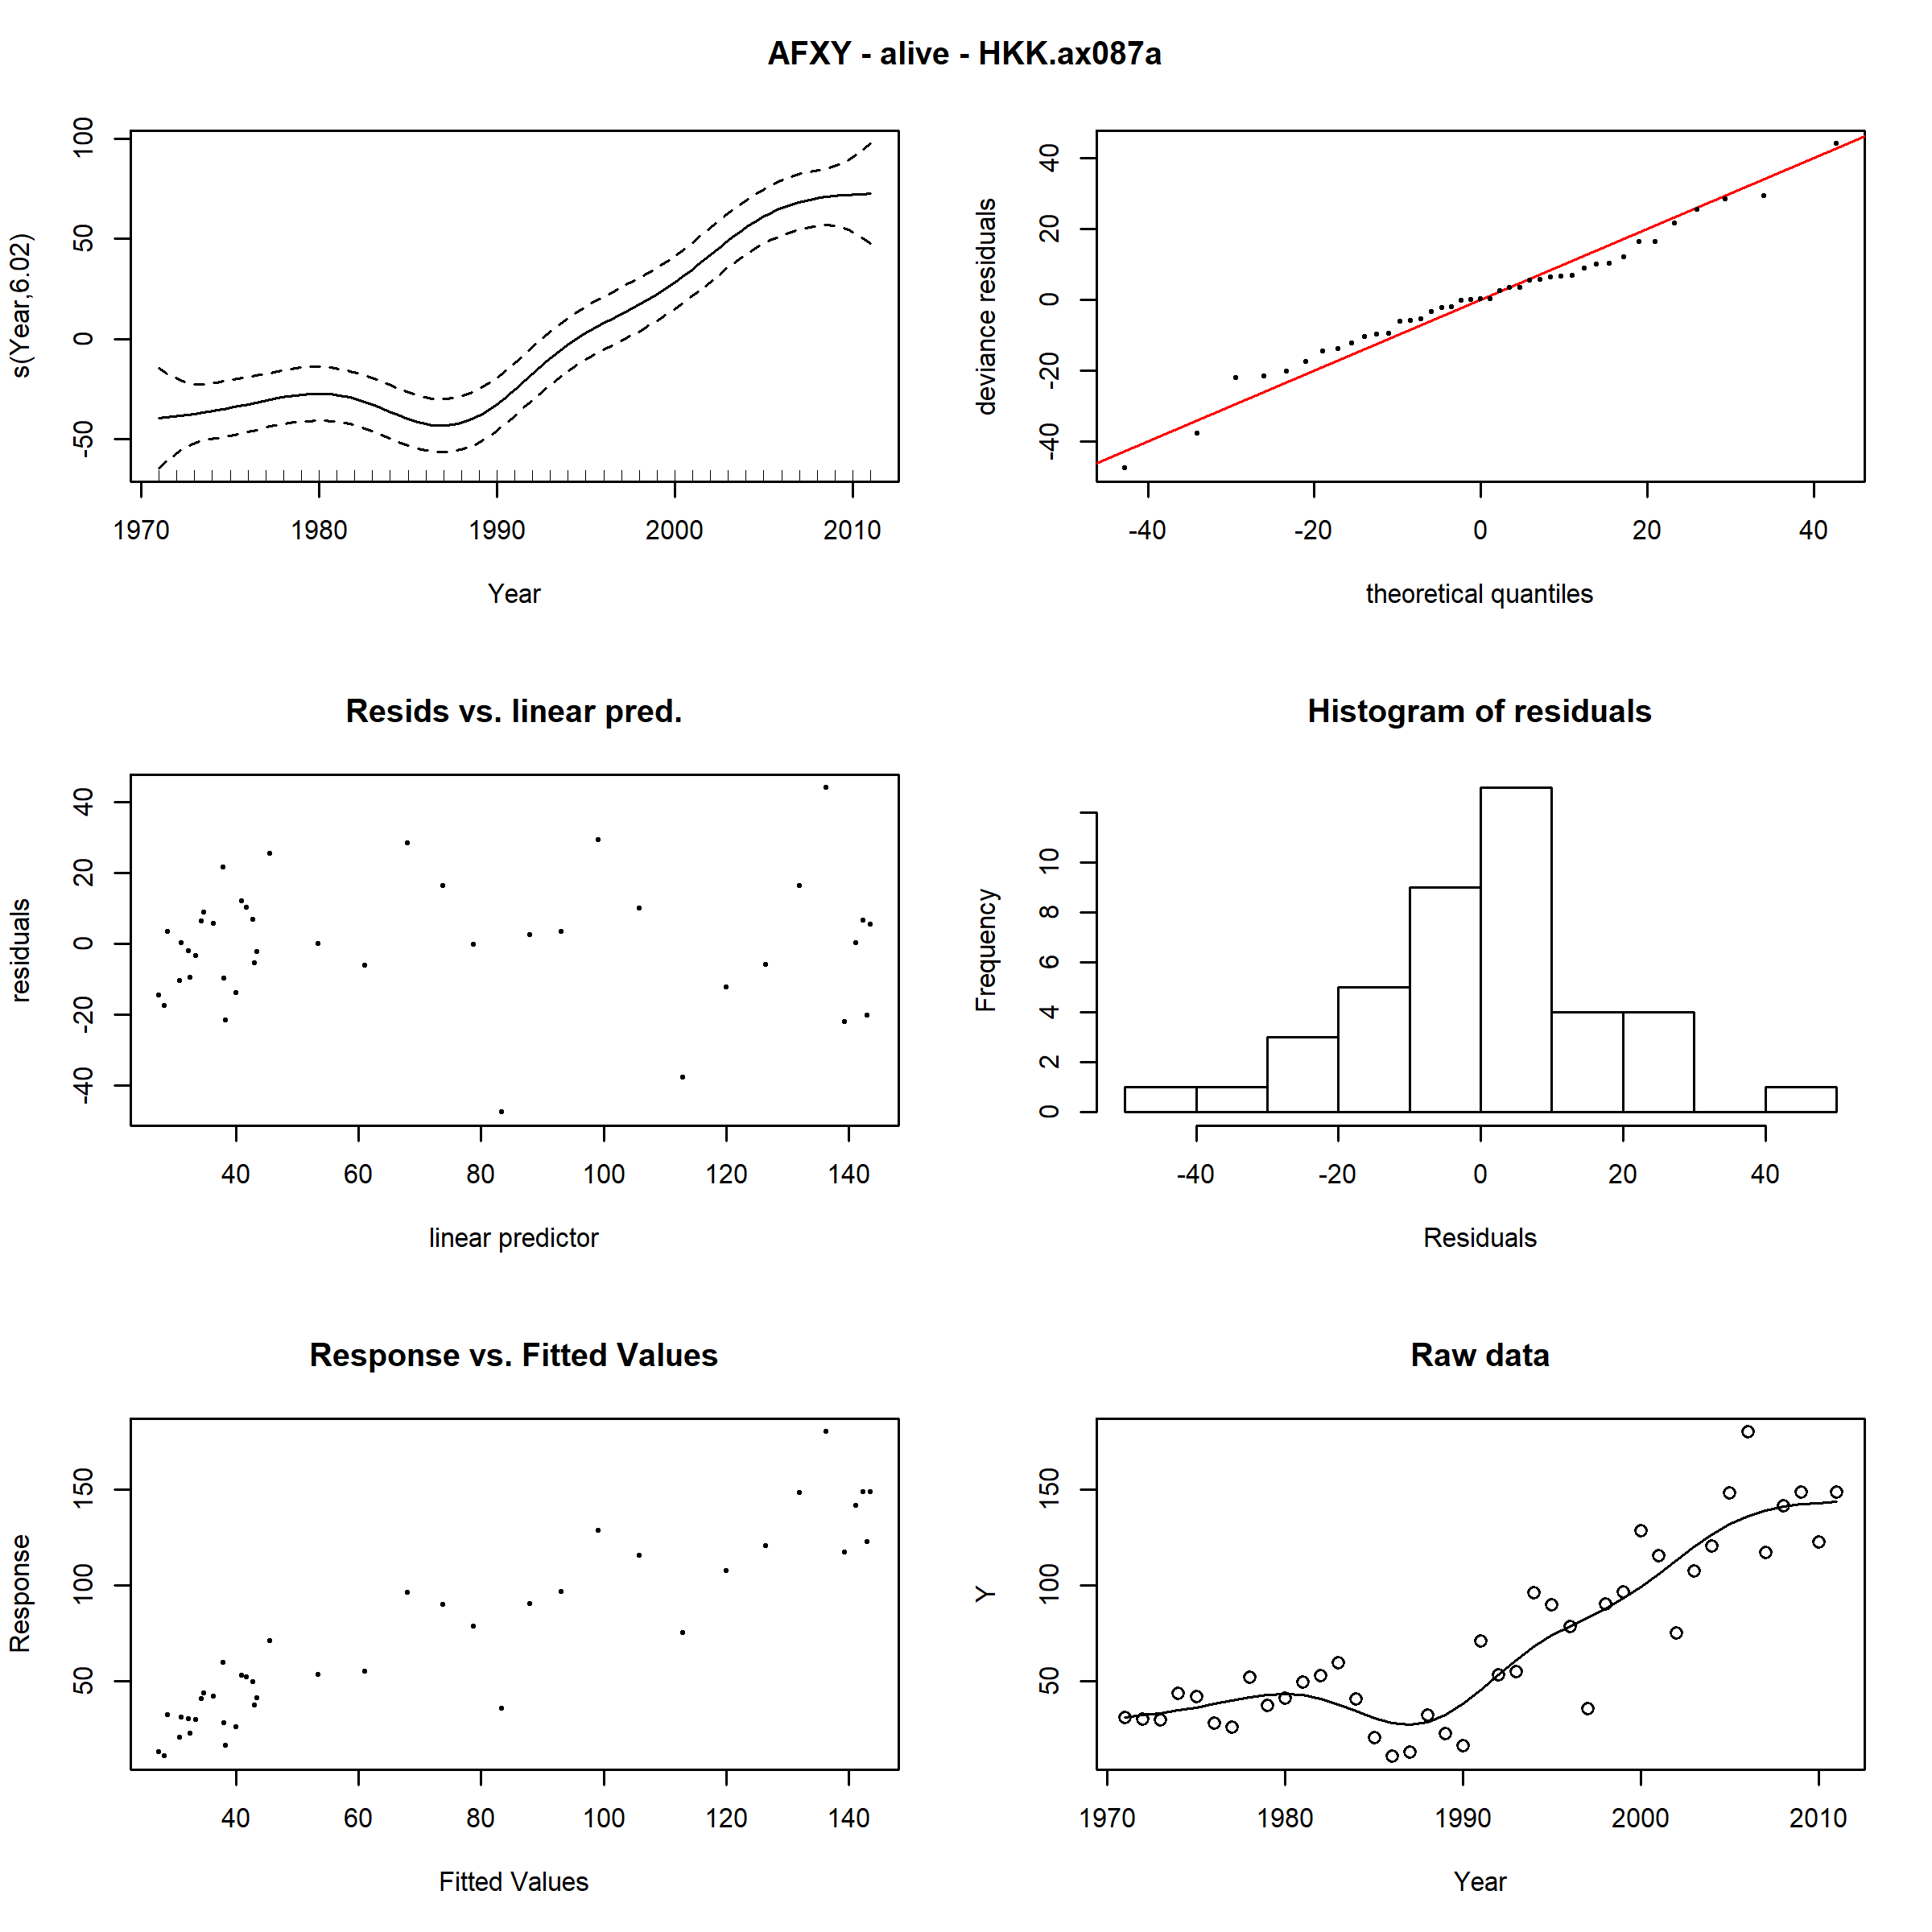 AFXY - alive - HKK.ax087a
s(Year,6.02)
-50 0 50 100
1970 1980 1990 2000 2010
Year
deviance residuals
-40 -20 0 20 40
-40 -20 0 20 40
theoretical quantiles
Resids vs. linear pred.
residuals
-40 -20 0 20 40
40 60 80 100 120 140
linear predictor
Histogram of residuals
Frequency
0 2 4 6 8 10
-40 -20 0 20 40
Residuals
Response vs. Fitted Values
Response
50 100 150
40 60 80 100 120 140
Fitted Values
Raw data
Y
50 100 150
1970 1980 1990 2000 2010
Year